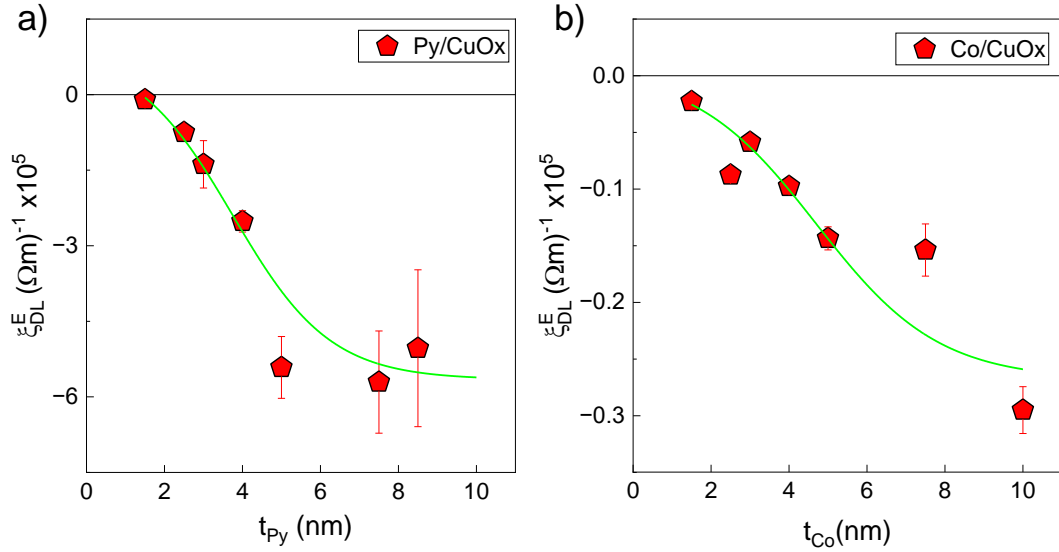 a)
Py/CuOx
0
-3
-6
ξ^E_DL (Ωm)^-1 x10^5
0 2 4 6 8 10
t_Py (nm)
b)
Co/CuOx
0.0
-0.1
-0.2
-0.3
ξ^E_DL (Ωm)^-1 x10^5
0 2 4 6 8 10
t_Co(nm)